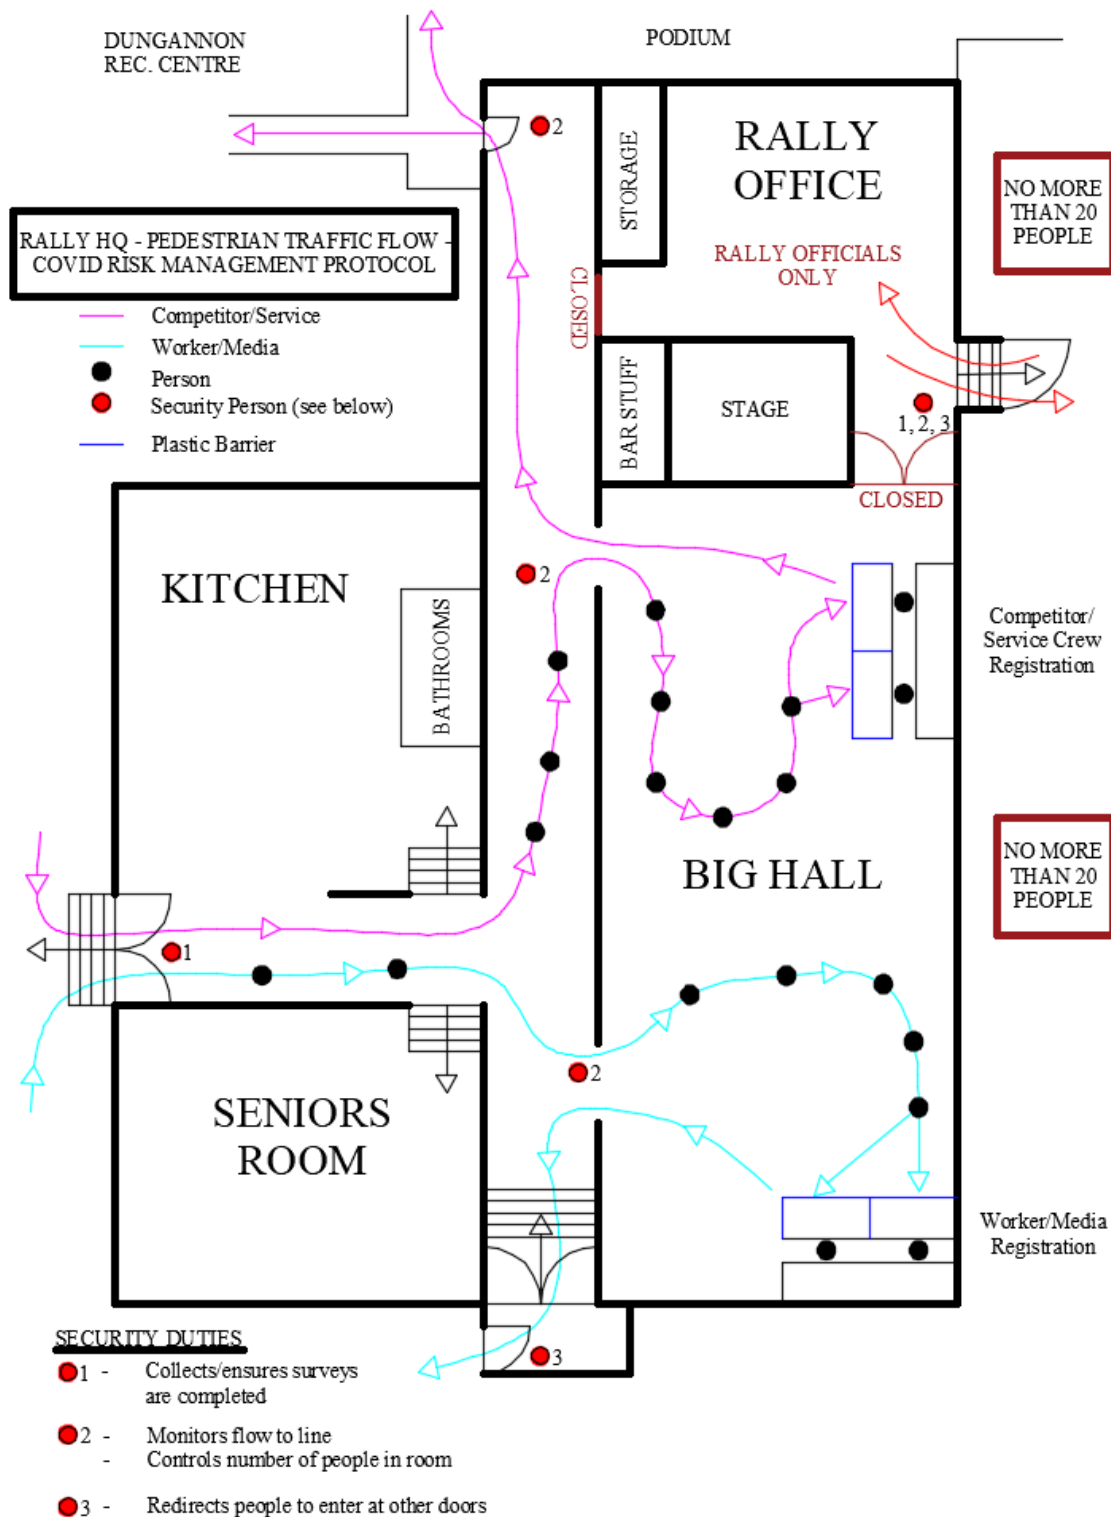 DUNGANNON
REC. CENTRE
PODIUM
2
STORAGE
RALLY
OFFICE
NO MORE
THAN 20
PEOPLE
RALLY HQ - PEDESTRIAN TRAFFIC FLOW -
COVID RISK MANAGEMENT PROTOCOL
RALLY OFFICIALS
ONLY
CLOSED
Competitor/Service
Worker/Media
Person
Security Person (see below)
Plastic Barrier
BAR STUFF
STAGE
1, 2, 3
CLOSED
KITCHEN
BATHROOMS
2
Competitor/
Service Crew
Registration
BIG HALL
NO MORE
THAN 20
PEOPLE
1
2
SENIORS
ROOM
Worker/Media
Registration
3
SECURITY DUTIES
1 - Collects/ensures surveys
are completed
2 - Monitors flow to line
- Controls number of people in room
3 - Redirects people to enter at other doors